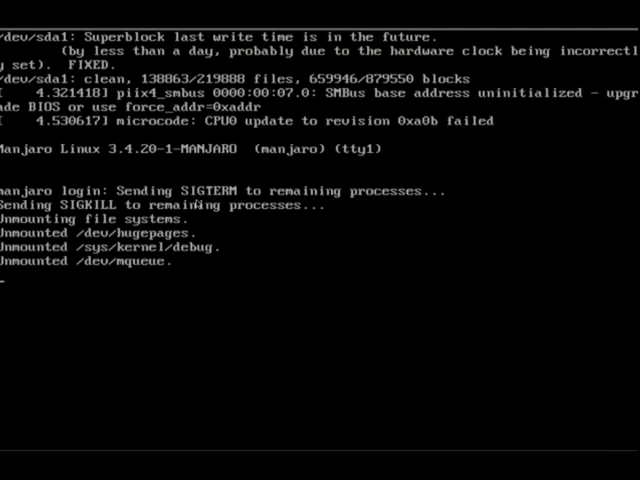 /dev/sda1: Superblock last write time is in the future.
(by less than a day, probably due to the hardware clock being incorrectl
y set).  FIXED.
/dev/sda1: clean, 138863/219888 files, 659946/879550 blocks
[    4.321418] piix4_smbus 0000:00:07.0: SMBus base address uninitialized - upgr
ade BIOS or use force_addr=0xaddr
[    4.530617] microcode: CPU0 update to revision 0xa0b failed
Manjaro Linux 3.4.20-1-MANJARO  (manjaro) (tty1)
manjaro login: Sending SIGTERM to remaining processes...
Sending SIGKILL to remaining processes...
Unmounting file systems.
Unmounted /dev/hugepages.
Unmounted /sys/kernel/debug.
Unmounted /dev/mqueue.